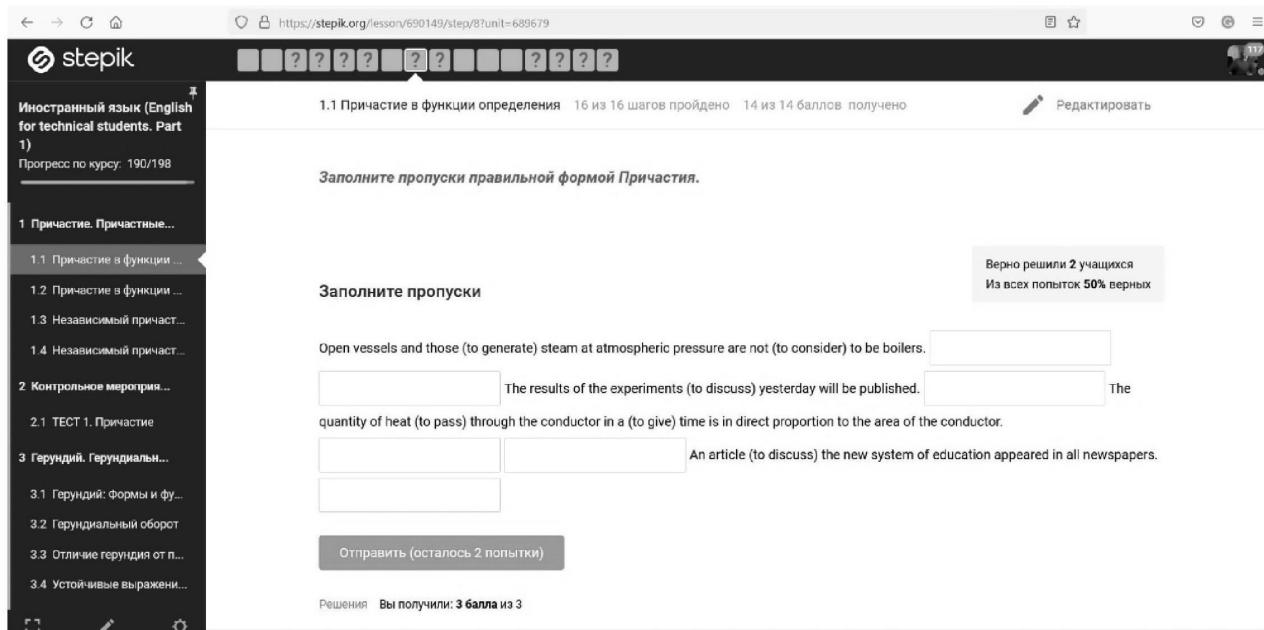 https://stepik.org/lesson/690149/step/8?unit=689679
stepik
? ? ? ? ? ? ? ? ? ?
117
Иностранный язык (English for technical students. Part 1)
Прогресс по курсу: 190/198
1 Причастие. Причастные...
1.1 Причастие в функции ...
1.2 Причастие в функции ...
1.3 Независимый причаст...
1.4 Независимый причаст...
2 Контрольное мероприя...
2.1 ТЕСТ 1. Причастие
3 Герундий. Герундиальн...
3.1 Герундий: Формы и фу...
3.2 Герундиальный оборот
3.3 Отличие герундия от п...
3.4 Устойчивые выражени...
1.1 Причастие в функции определения 16 из 16 шагов пройдено 14 из 14 баллов получено
Редактировать
Заполните пропуски правильной формой Причастия.
Верно решили 2 учащихся
Из всех попыток 50% верных
Заполните пропуски
Open vessels and those (to generate) steam at atmospheric pressure are not (to consider) to be boilers.
The results of the experiments (to discuss) yesterday will be published. The
quantity of heat (to pass) through the conductor in a (to give) time is in direct proportion to the area of the conductor.
An article (to discuss) the new system of education appeared in all newspapers.
Отправить (осталось 2 попытки)
Решения Вы получили: 3 балла из 3